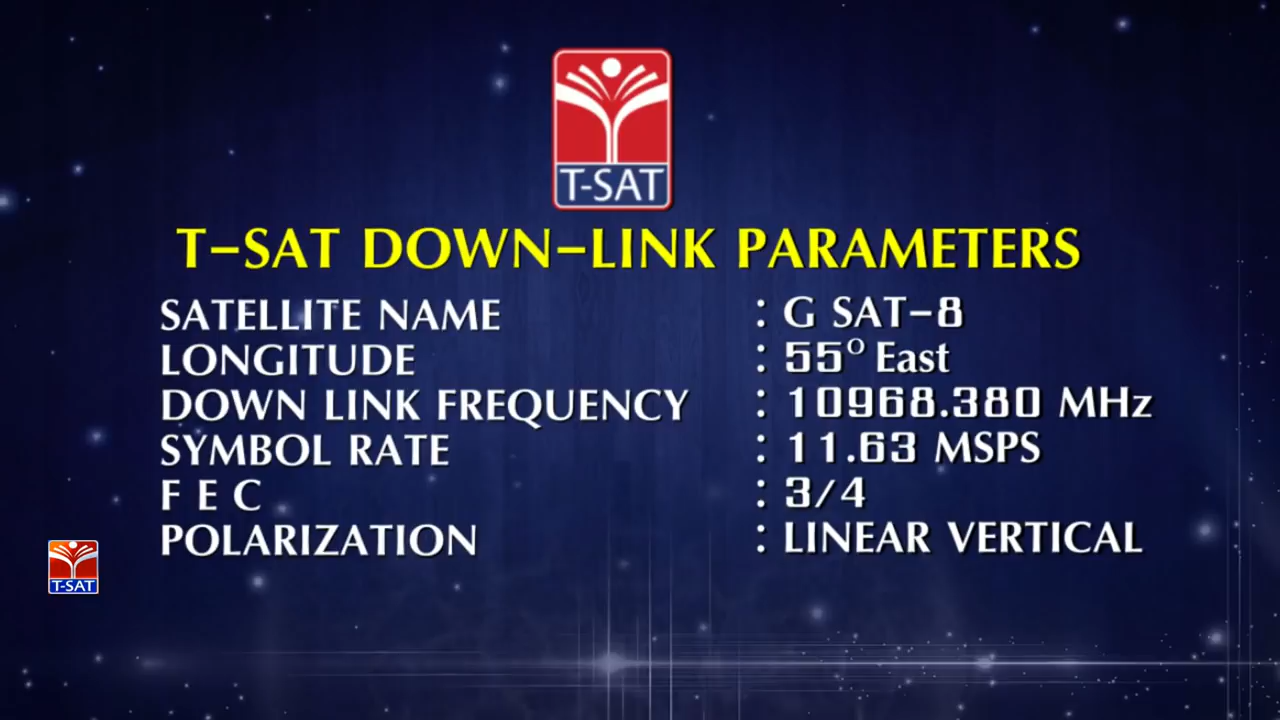 T-SAT
T-SAT DOWN-LINK PARAMETERS
SATELLITE NAME : G SAT-8
LONGITUDE : 55° East
DOWN LINK FREQUENCY : 10968.380 MHz
SYMBOL RATE : 11.63 MSPS
F E C : 3/4
POLARIZATION : LINEAR VERTICAL
T-SAT